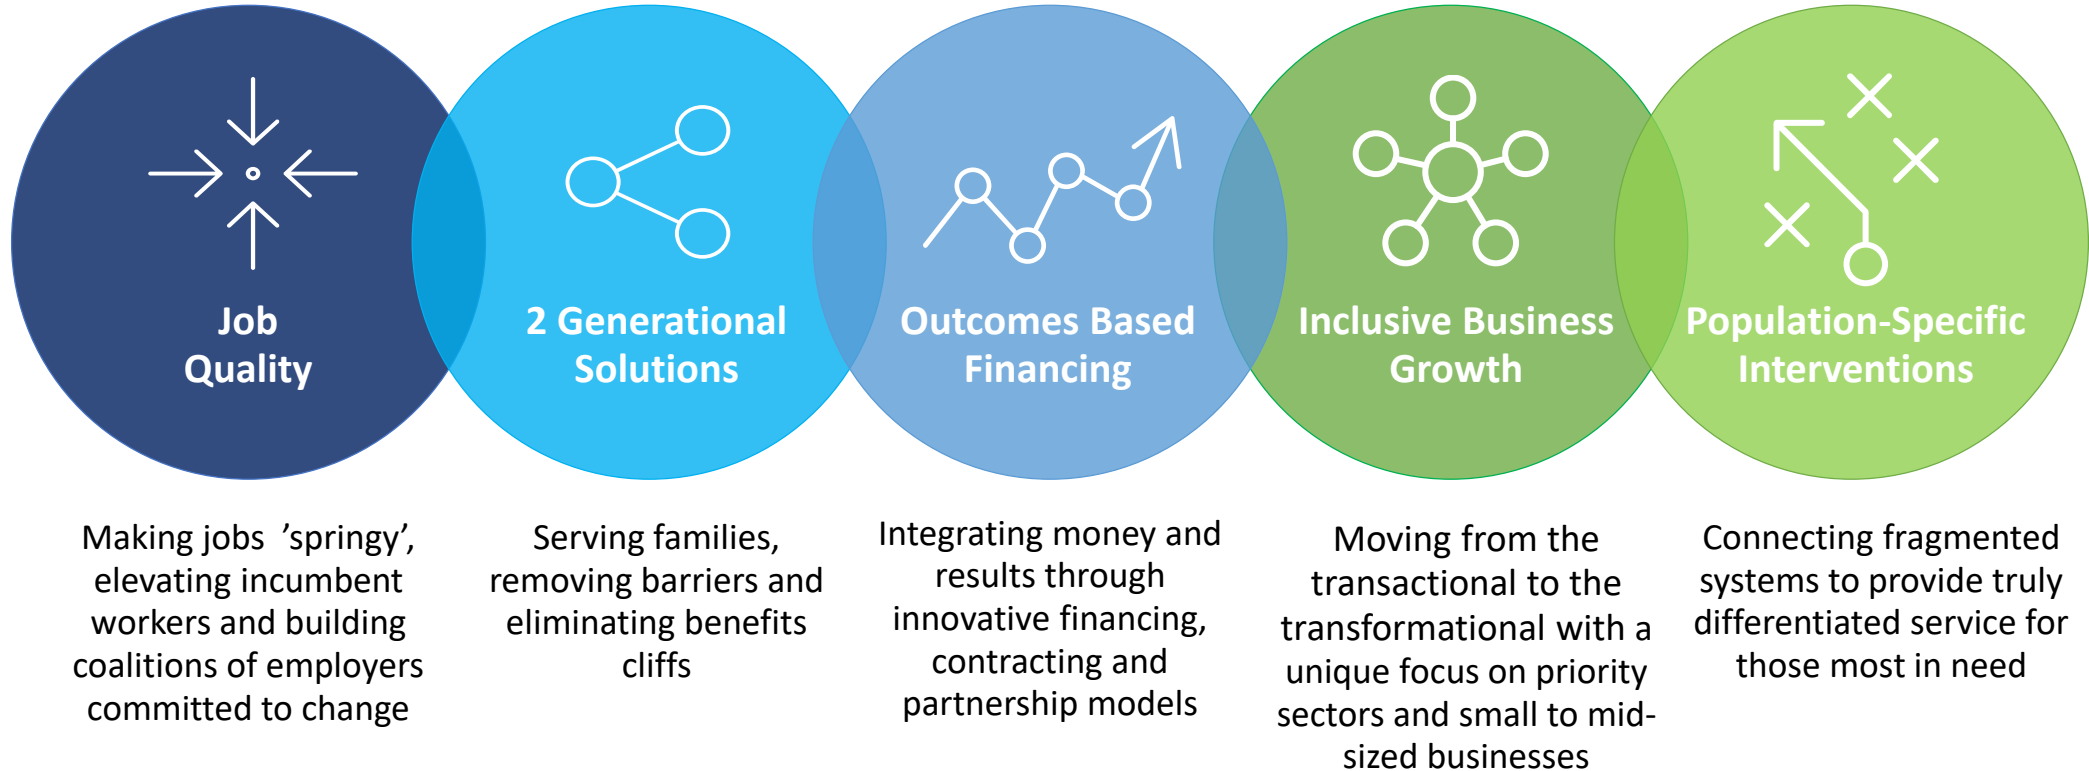 Job
Quality
2 Generational
Solutions
Outcomes Based
Financing
Inclusive Business
Growth
Population-Specific
Interventions
Making jobs  ’springy’,
elevating incumbent
workers and building
coalitions of employers
committed to change
Serving families,
removing barriers and
eliminating benefits
cliffs
Integrating money and
results through
innovative financing,
contracting and
partnership models
Moving from the
transactional to the
transformational with a
unique focus on priority
sectors and small to mid-
sized businesses
Connecting fragmented
systems to provide truly
differentiated service for
those most in need